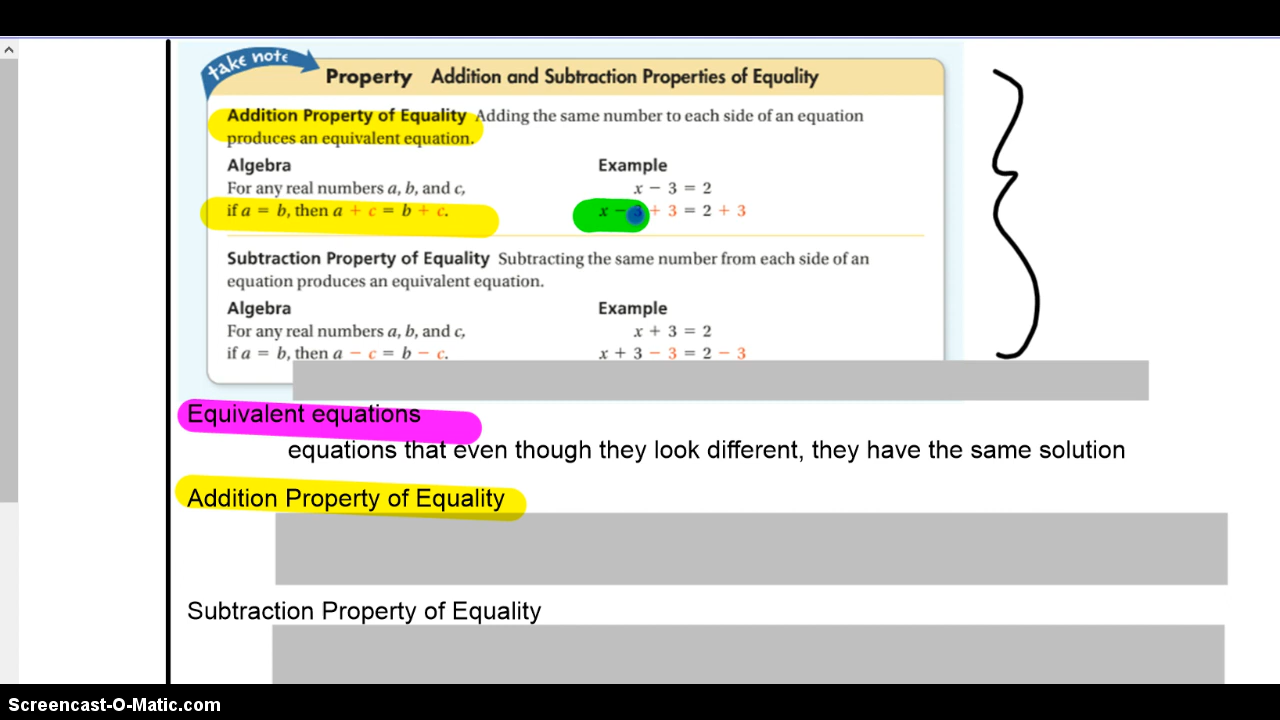 take note
Property Addition and Subtraction Properties of Equality
Addition Property of Equality Adding the same number to each side of an equation
produces an equivalent equation.
Algebra Example
For any real numbers a, b, and c, x − 3 = 2
if a = b, then a + c = b + c. x − 3 + 3 = 2 + 3
Subtraction Property of Equality Subtracting the same number from each side of an
equation produces an equivalent equation.
Algebra Example
For any real numbers a, b, and c, x + 3 = 2
if a = b, then a − c = b − c. x + 3 − 3 = 2 − 3
Equivalent equations
equations that even though they look different, they have the same solution
Addition Property of Equality
Subtraction Property of Equality
Screencast-O-Matic.com